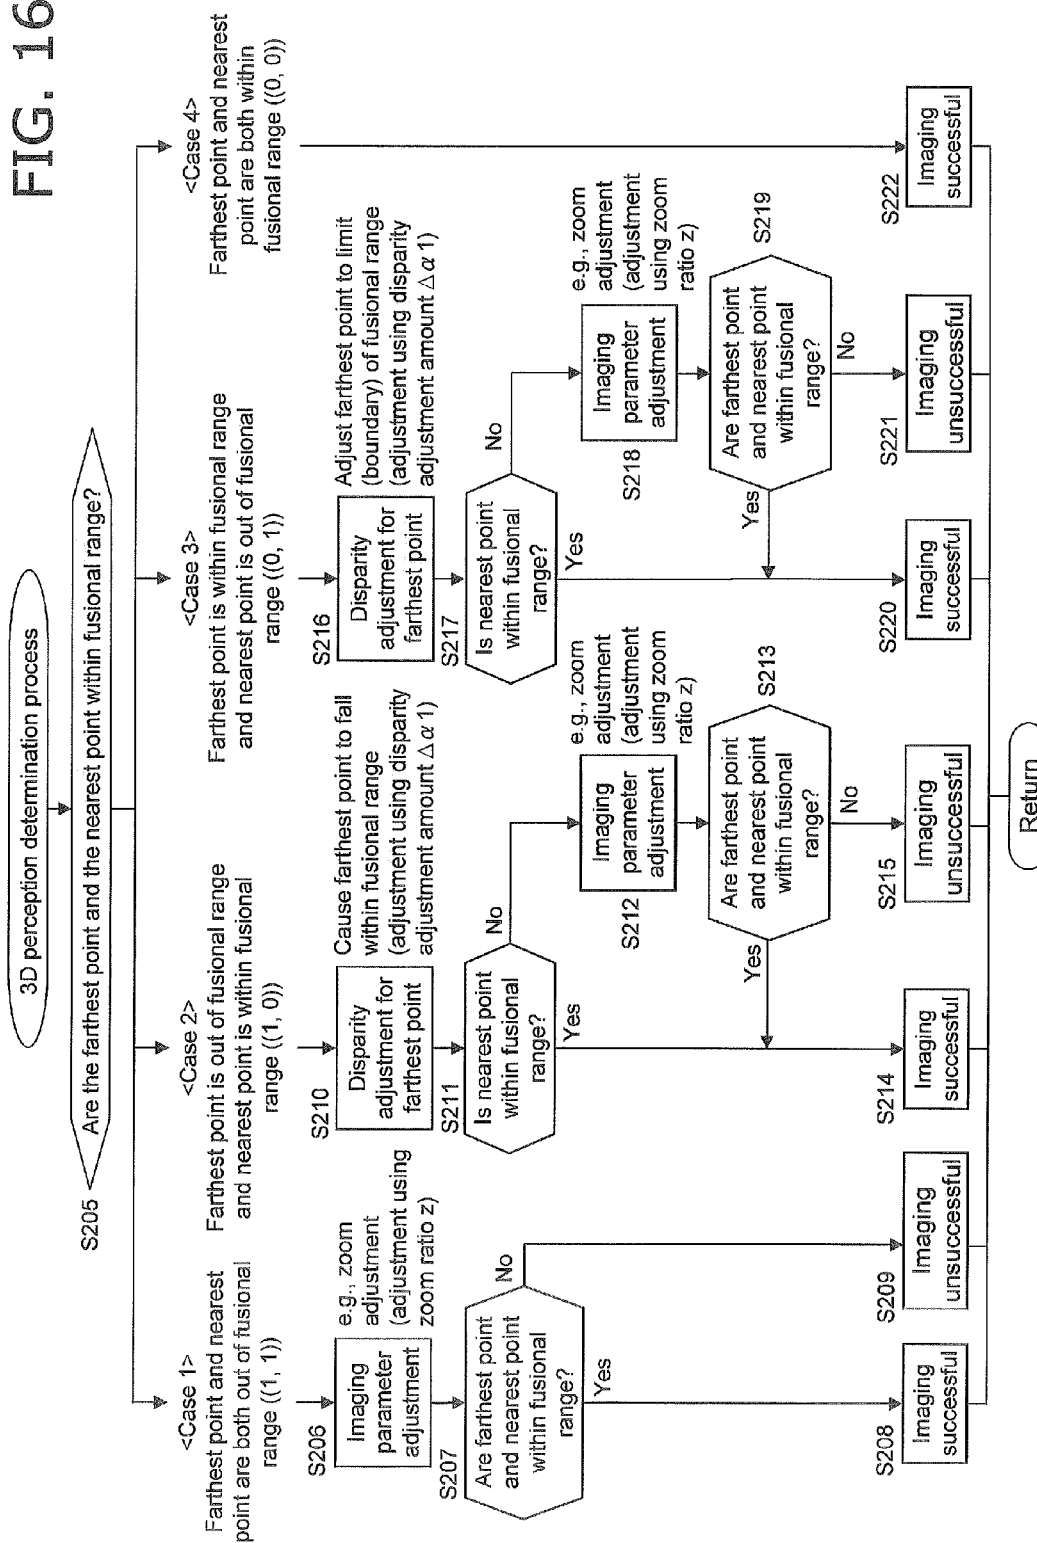 FIG. 16
3D perception determination process
S205
Are the farthest point and the nearest point within fusional range?
<Case 1>
Farthest point and nearest
point are both out of fusional
range ((1, 1))
S206
Imaging
parameter
adjustment
e.g., zoom
adjustment
(adjustment using
zoom ratio z)
S207
Are farthest point
and nearest point
within fusional
range?
No
Yes
S208
Imaging
successful
S209
Imaging
unsuccessful
<Case 2>
Farthest point is out of fusional range
and nearest point is within fusional
range ((1, 0))
S210
Disparity
adjustment for
farthest point
Cause farthest point to fall
within fusional range
(adjustment using disparity
adjustment amount Δα1)
S211
Is nearest point
within fusional
range?
No
Yes
S212
Imaging
parameter
adjustment
e.g., zoom
adjustment
(adjustment
using zoom
ratio z)
S213
Are farthest point
and nearest point
within fusional
range?
Yes
No
S214
Imaging
successful
S215
Imaging
unsuccessful
<Case 3>
Farthest point is within fusional range
and nearest point is out of fusional
range ((0, 1))
S216
Disparity
adjustment for
farthest point
Adjust farthest point to limit
(boundary) of fusional range
(adjustment using disparity
adjustment amount Δα1)
S217
Is nearest point
within fusional
range?
No
Yes
S218
Imaging
parameter
adjustment
e.g., zoom
adjustment
(adjustment
using zoom
ratio z)
S219
Are farthest point
and nearest point
within fusional
range?
Yes
No
S220
Imaging
successful
S221
Imaging
unsuccessful
<Case 4>
Farthest point and nearest
point are both within
fusional range ((0, 0))
S222
Imaging
successful
Return